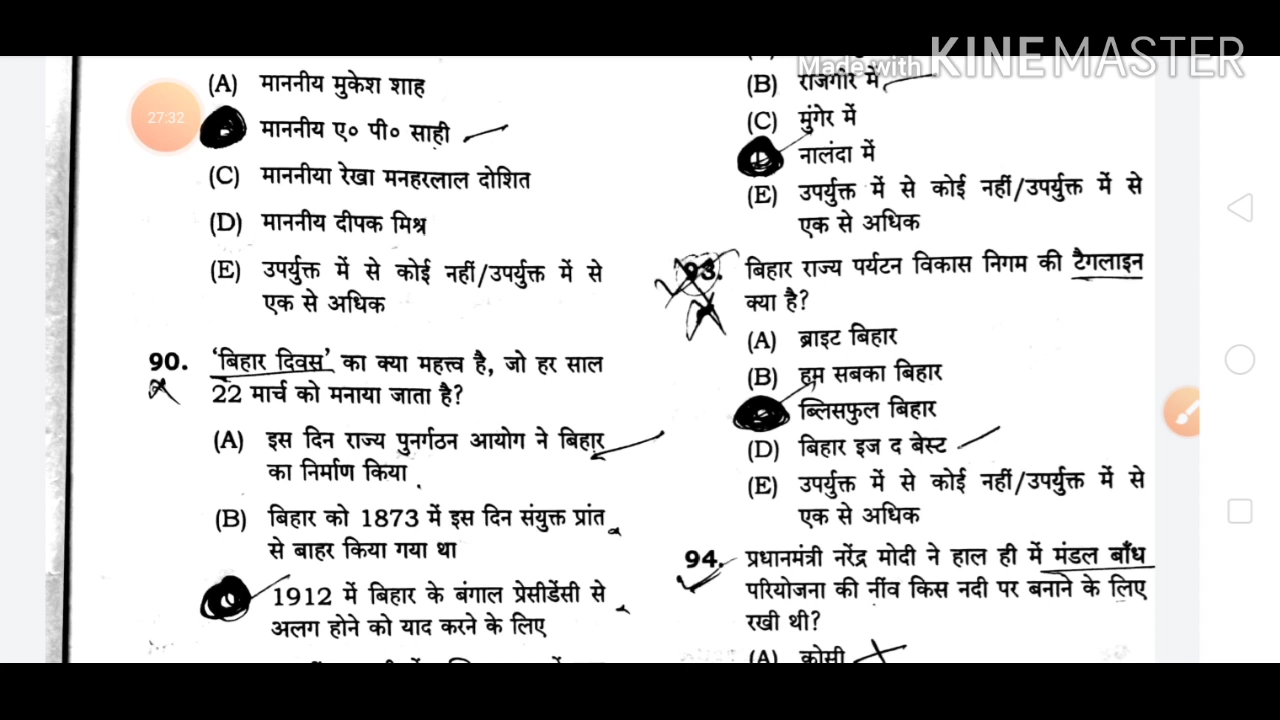 Made with KINEMASTER
27:32
(A) माननीय मुकेश शाह
माननीय ए० पी० साही
(C) माननीया रेखा मनहरलाल दोशित
(D) माननीय दीपक मिश्र
(E) उपर्युक्त में से कोई नहीं/उपर्युक्त में से
एक से अधिक
90. 'बिहार दिवस' का क्या महत्त्व है, जो हर साल
22 मार्च को मनाया जाता है?
(A) इस दिन राज्य पुनर्गठन आयोग ने बिहार
का निर्माण किया
(B) बिहार को 1873 में इस दिन संयुक्त प्रांत
से बाहर किया गया था
1912 में बिहार के बंगाल प्रेसीडेंसी से
अलग होने को याद करने के लिए
(B) राजगीर में
(C) मुंगेर में
नालंदा में
(E) उपर्युक्त में से कोई नहीं/उपर्युक्त में से
एक से अधिक
93. बिहार राज्य पर्यटन विकास निगम की टैगलाइन
क्या है?
(A) ब्राइट बिहार
(B) हम सबका बिहार
ब्लिसफुल बिहार
(D) बिहार इज द बेस्ट
(E) उपर्युक्त में से कोई नहीं/उपर्युक्त में से
एक से अधिक
94. प्रधानमंत्री नरेंद्र मोदी ने हाल ही में मंडल बाँध
परियोजना की नींव किस नदी पर बनाने के लिए
रखी थी?
(A) कोसी